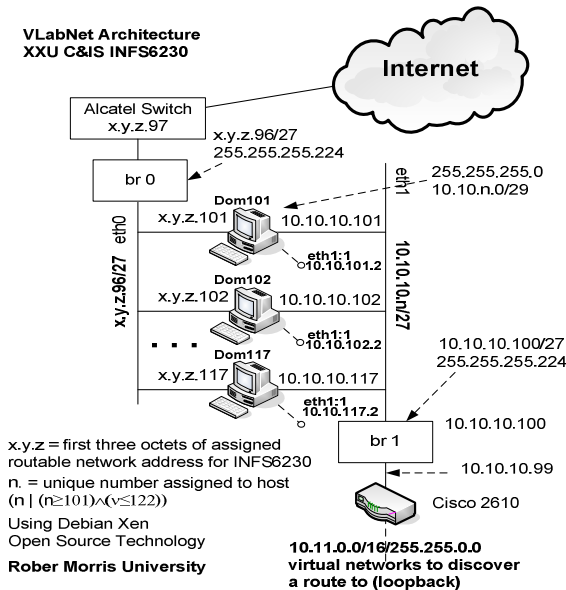 VLabNet Architecture
XXU C&IS INFS6230
Internet
Alcatel Switch
x.y.z.97
x.y.z.96/27
255.255.255.224
br 0
eth1
255.255.255.0
10.10.n.0/29
eth0
x.y.z.96/27
Dom101
x.y.z.101
10.10.10.101
eth1:1
10.10.101.2
10.10.10.n/27
Dom102
x.y.z.102
10.10.10.102
eth1:1
10.10.102.2
. . .
Dom117
x.y.z.117
10.10.10.117
eth1:1
10.10.117.2
10.10.10.100/27
255.255.255.224
br 1
10.10.10.100
10.10.10.99
Cisco 2610
x.y.z = first three octets of assigned
routable network address for INFS6230
n. = unique number assigned to host
(n | (n≥101)∧(ν≤122))
Using Debian Xen
Open Source Technology
Rober Morris University
10.11.0.0/16/255.255.0.0
virtual networks to discover
a route to (loopback)